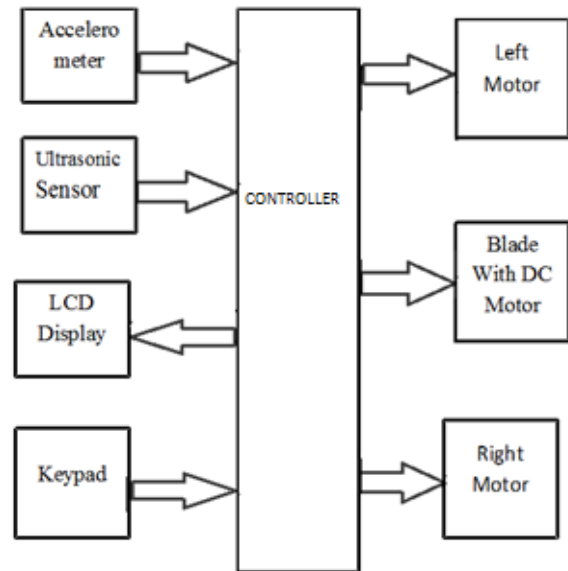 Accelero
meter
Ultrasonic
Sensor
LCD
Display
Keypad
CONTROLLER
Left
Motor
Blade
With DC
Motor
Right
Motor